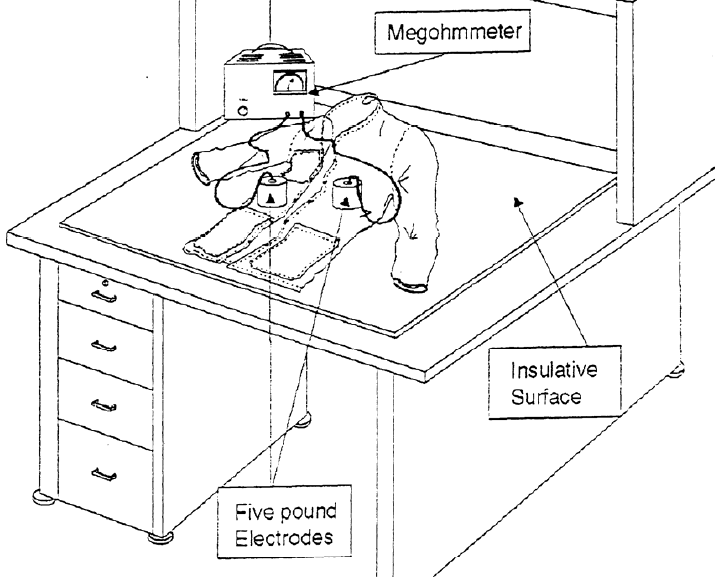 Megohmmeter
Insulative
Surface
Five pound
Electrodes